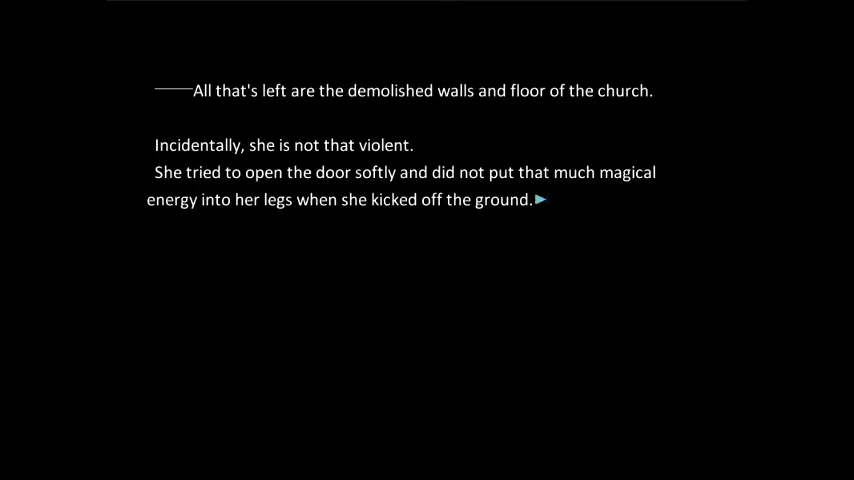 ——All that's left are the demolished walls and floor of the church.
Incidentally, she is not that violent.
She tried to open the door softly and did not put that much magical
energy into her legs when she kicked off the ground.